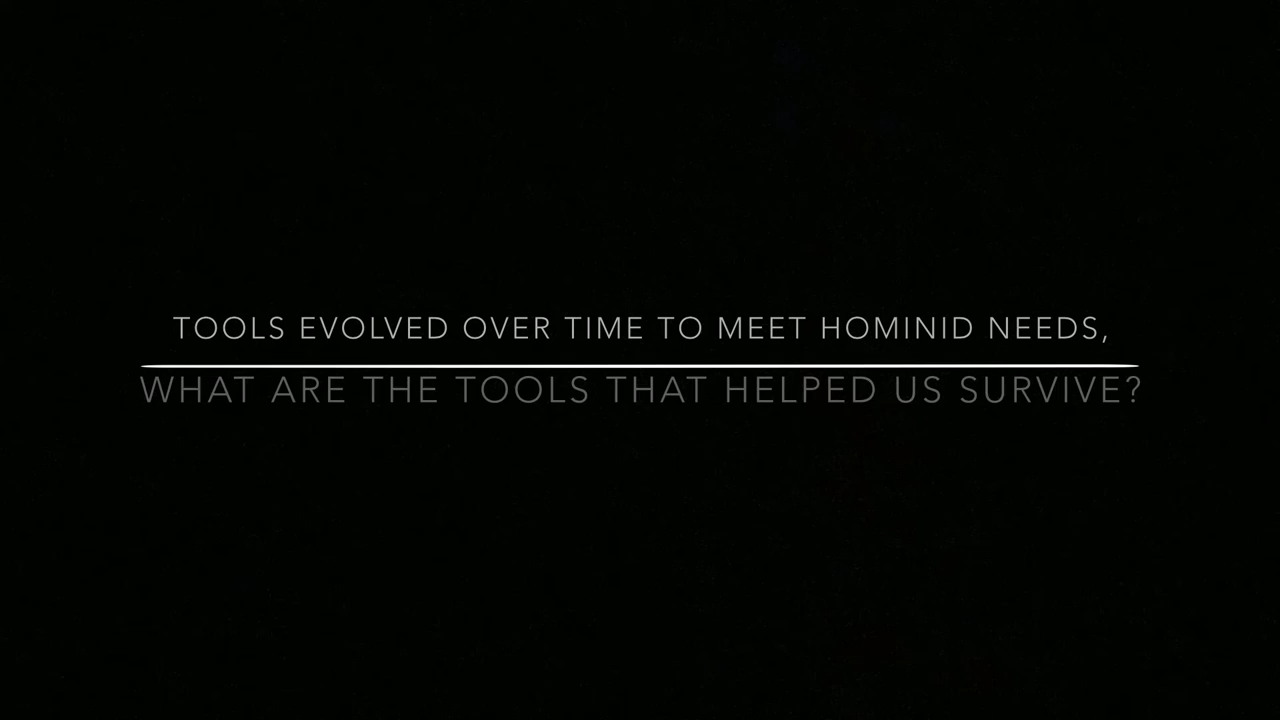 TOOLS EVOLVED OVER TIME TO MEET HOMINID NEEDS,
WHAT ARE THE TOOLS THAT HELPED US SURVIVE?